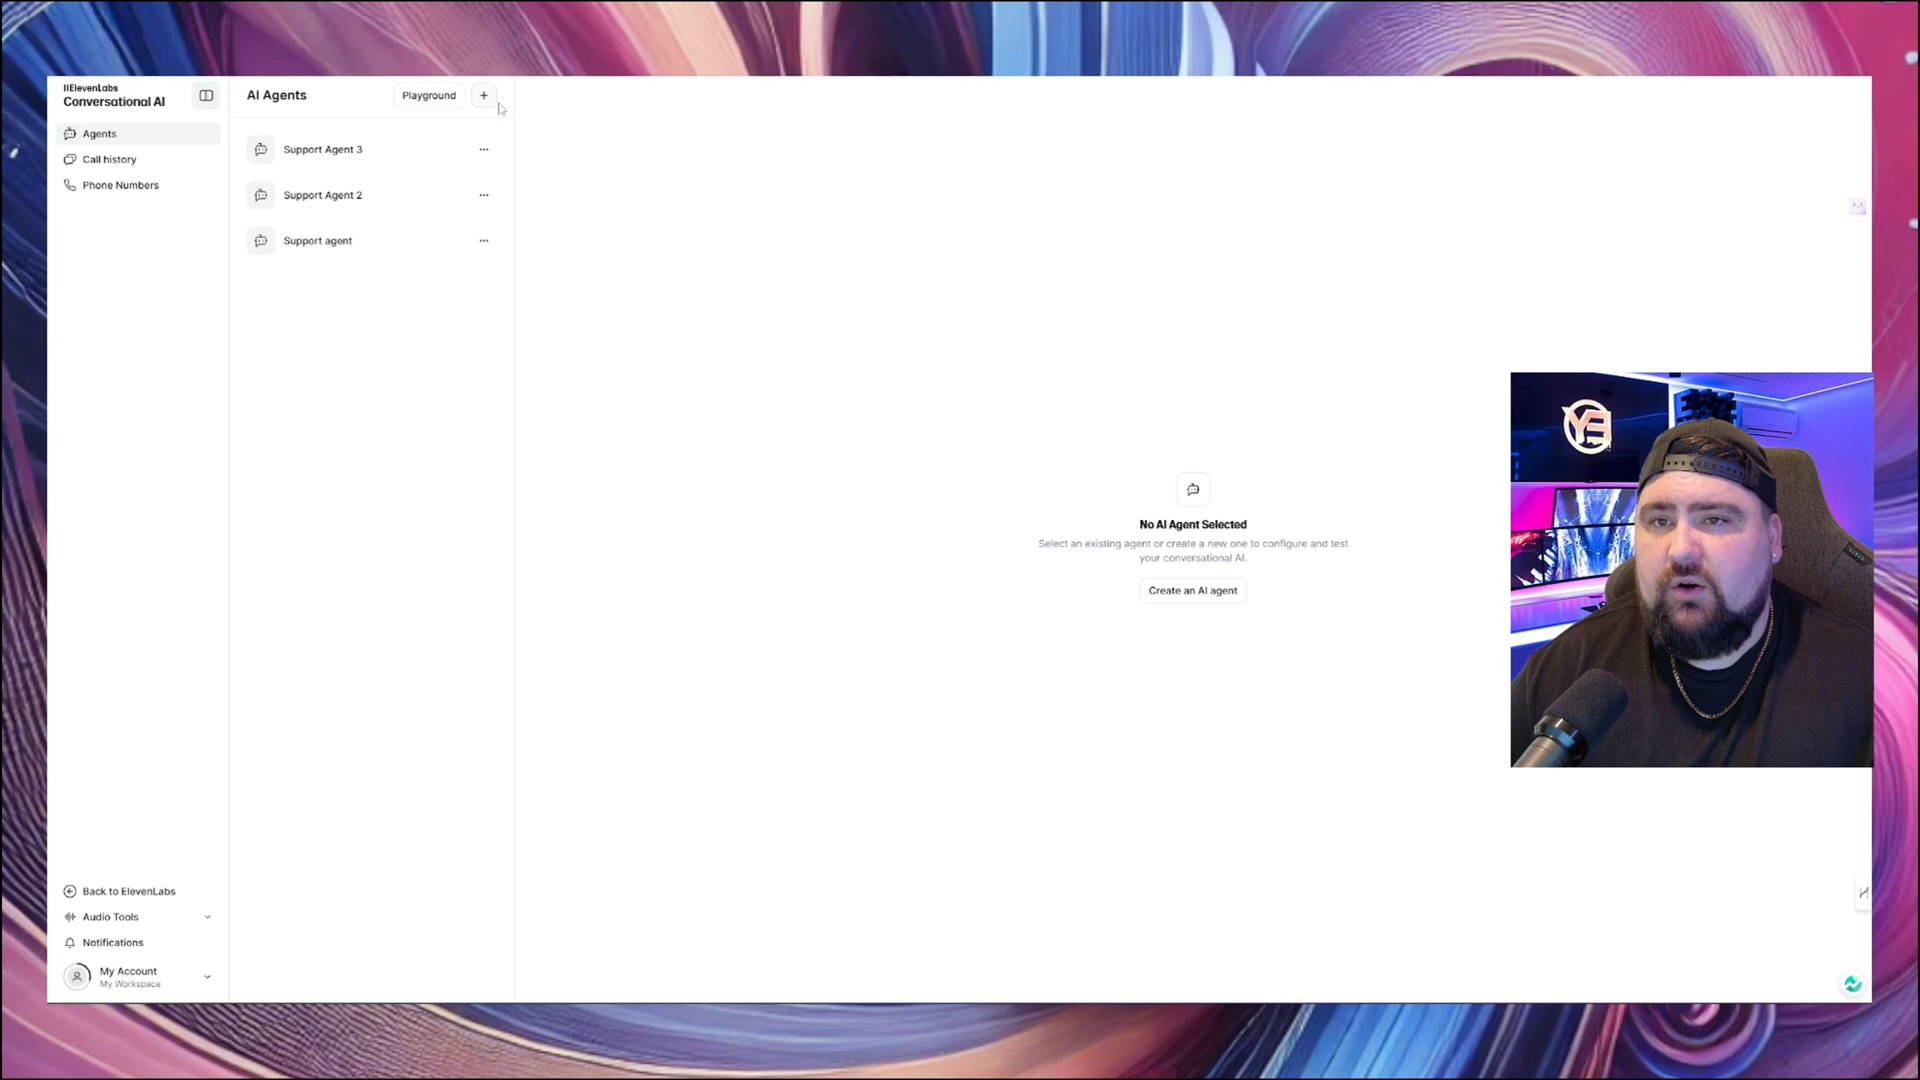 IIElevenLabs
Conversational AI
Agents
Call history
Phone Numbers
Back to ElevenLabs
Audio Tools
Notifications
My Account
My Workspace
AI Agents
Playground
+
Support Agent 3
Support Agent 2
Support agent
No AI Agent Selected
Select an existing agent or create a new one to configure and test
your conversational AI.
Create an AI agent